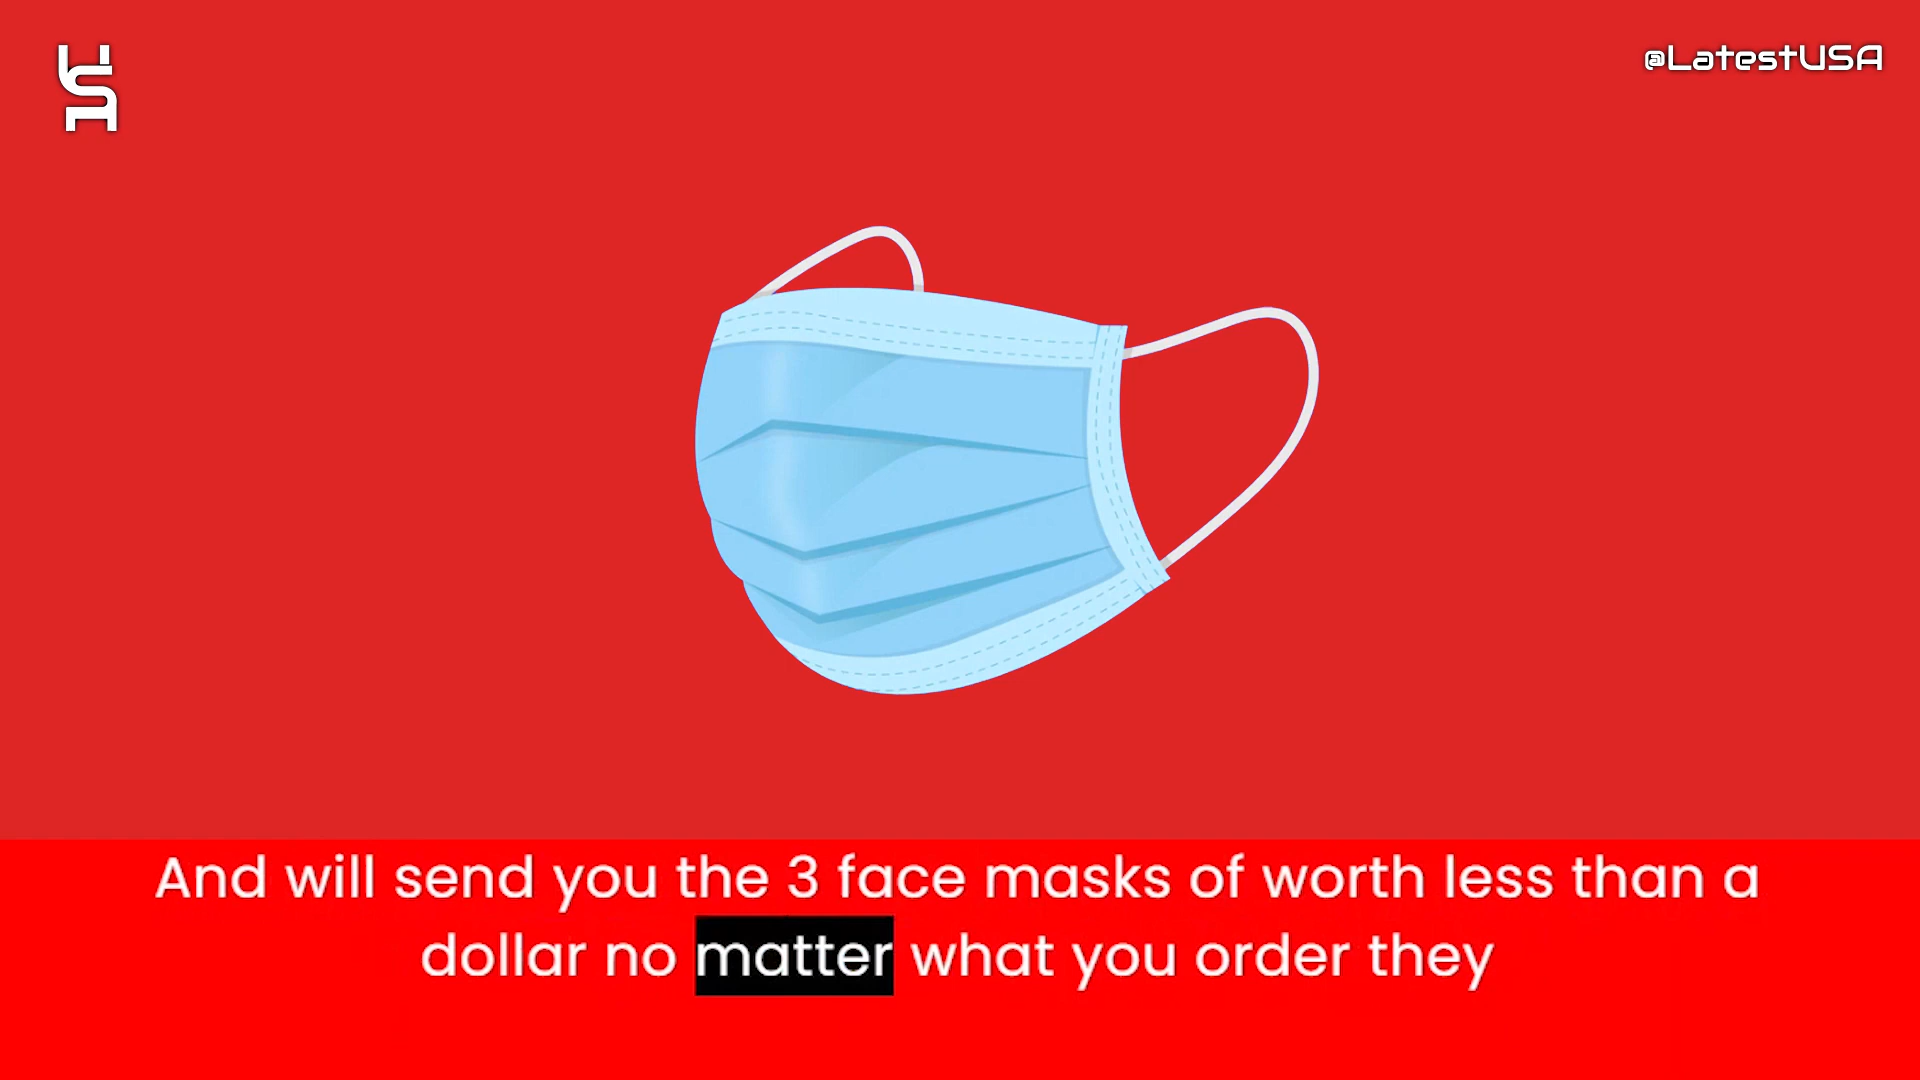 USA
@LatestUSA
And will send you the 3 face masks of worth less than a
dollar no matter what you order they